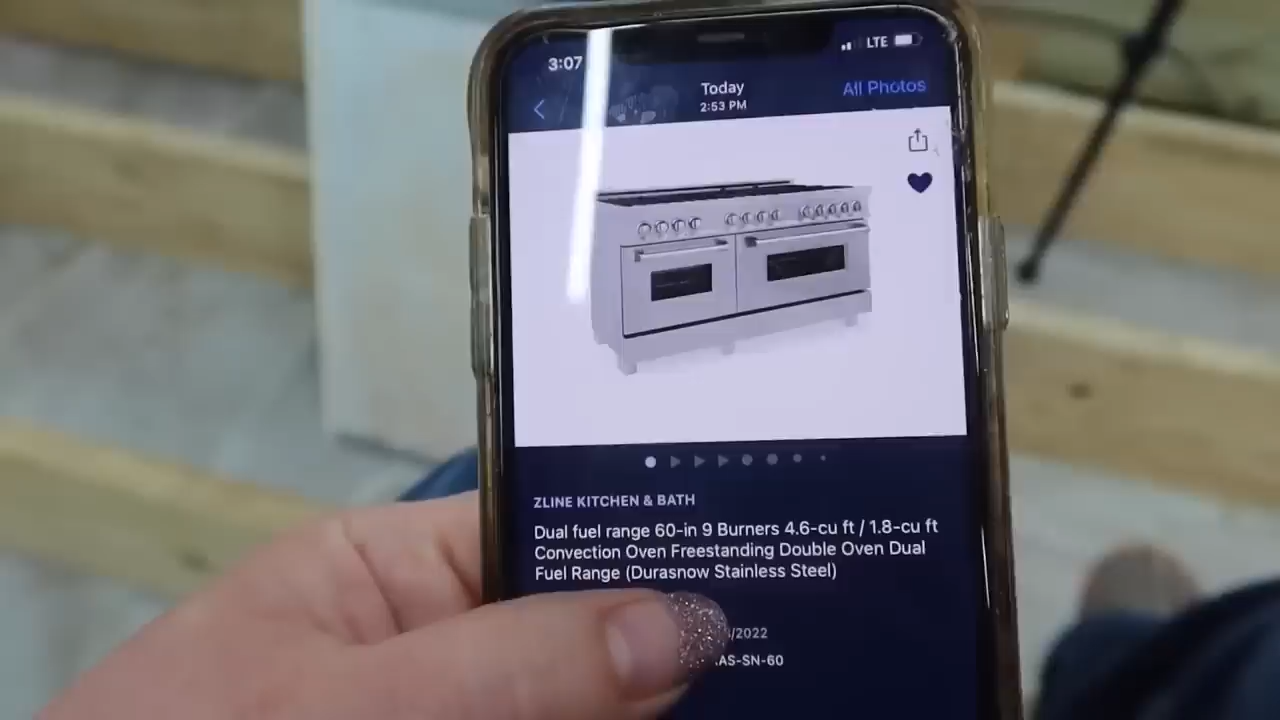 3:07
LTE
Today
All Photos
2:53 PM
ZLINE KITCHEN & BATH
Dual fuel range 60-in 9 Burners 4.6-cu ft / 1.8-cu ft
Convection Oven Freestanding Double Oven Dual
Fuel Range (Durasnow Stainless Steel)
/2022
AS-SN-60